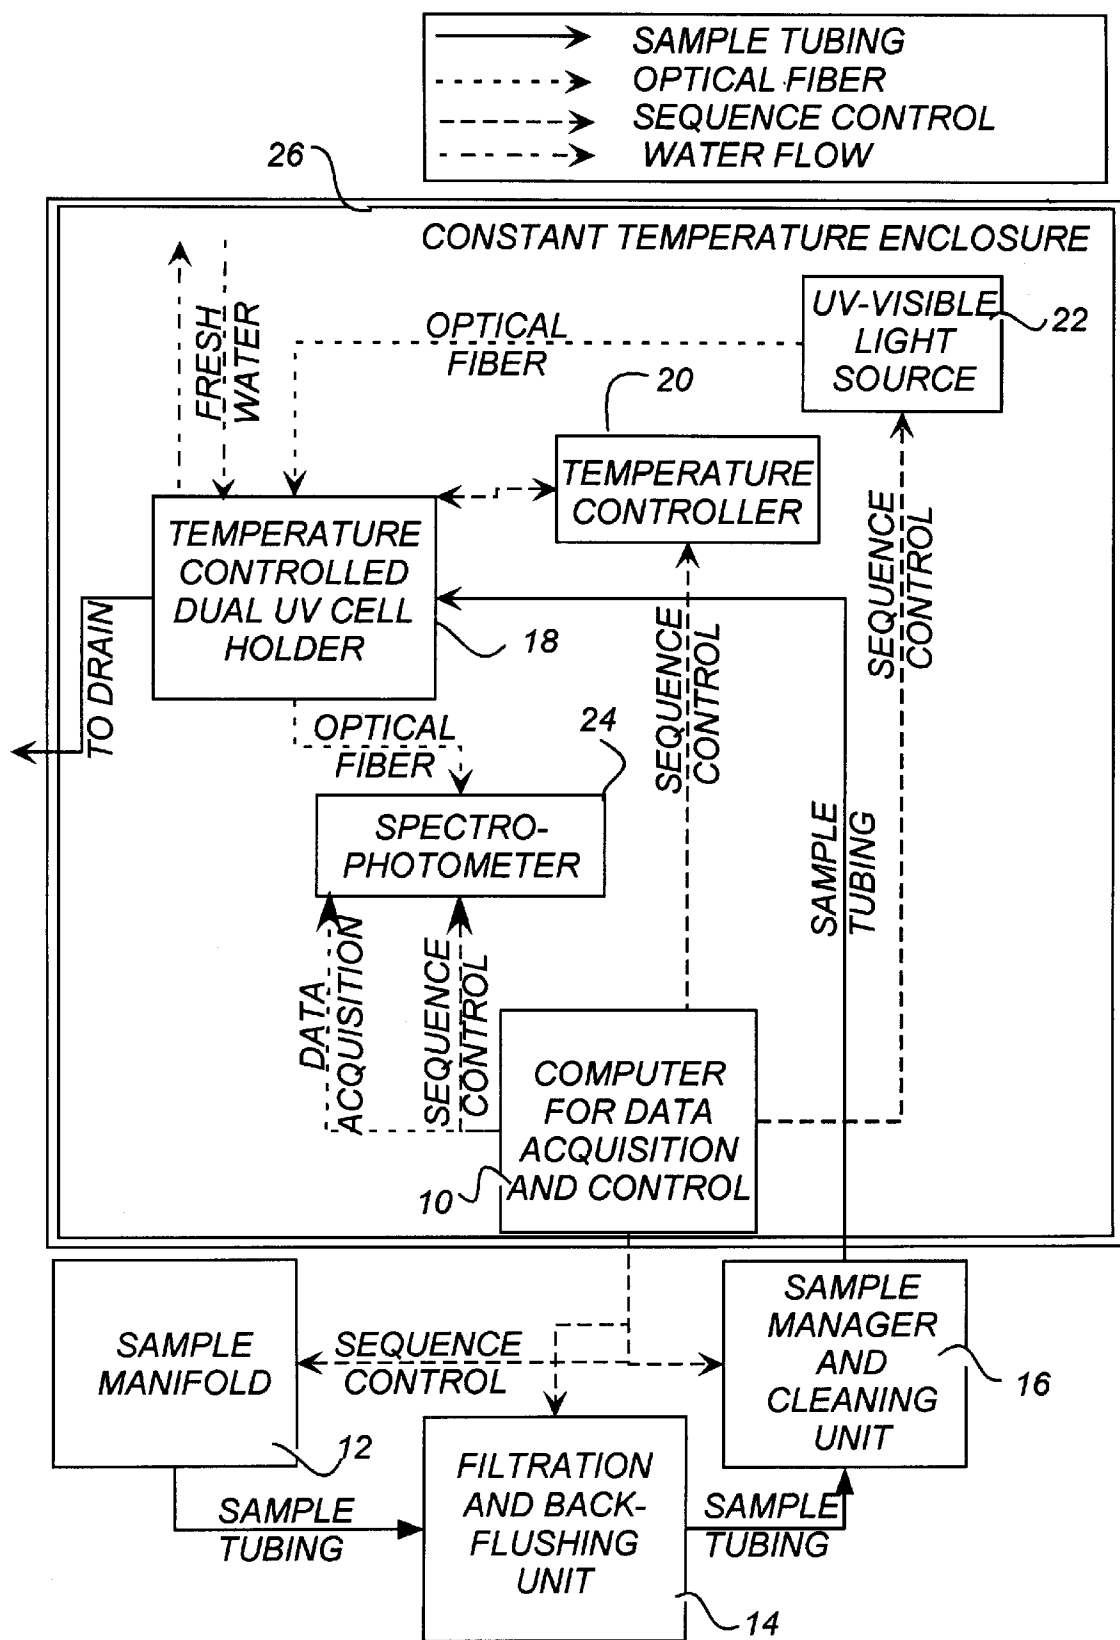 SAMPLE TUBING
OPTICAL FIBER
SEQUENCE CONTROL
WATER FLOW
26
CONSTANT TEMPERATURE ENCLOSURE
FRESH
WATER
OPTICAL
FIBER
UV-VISIBLE
LIGHT
SOURCE
22
20
TEMPERATURE
CONTROLLER
TEMPERATURE
CONTROLLED
DUAL UV CELL
HOLDER
18
TO DRAIN
SEQUENCE
CONTROL
SEQUENCE
CONTROL
OPTICAL
FIBER
24
SPECTRO-
PHOTOMETER
SAMPLE
TUBING
DATA
ACQUISITION
SEQUENCE
CONTROL
COMPUTER
FOR DATA
ACQUISITION
AND CONTROL
10
SAMPLE
MANIFOLD
12
SEQUENCE
CONTROL
SAMPLE
MANAGER
AND
CLEANING
UNIT
16
SAMPLE
TUBING
FILTRATION
AND BACK-
FLUSHING
UNIT
14
SAMPLE
TUBING